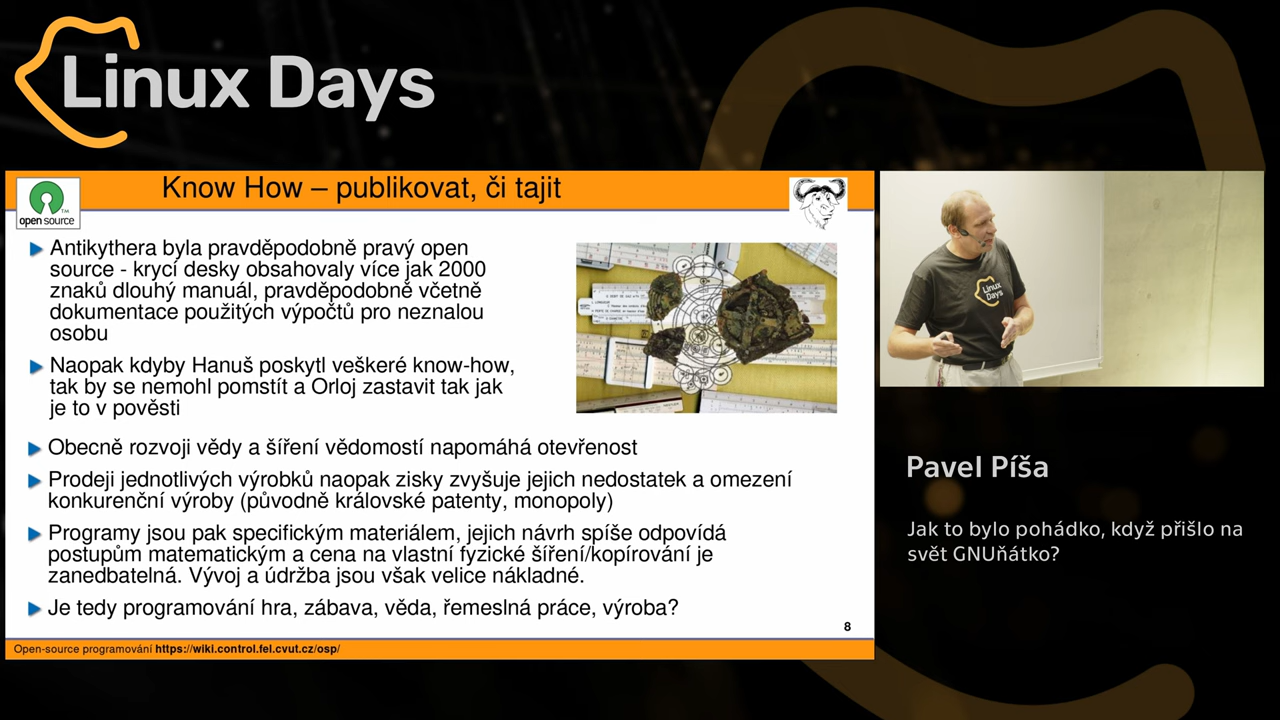 Linux Days
Know How – publikovat, či tajit
open source
Antikythera byla pravděpodobně pravý open
source - krycí desky obsahovaly více jak 2000
znaků dlouhý manuál, pravděpodobně včetně
dokumentace použitých výpočtů pro neznalou
osobu
Naopak kdyby Hanuš poskytl veškeré know-how,
tak by se nemohl pomstít a Orloj zastavit tak jak
je to v pověsti
Obecně rozvoji vědy a šíření vědomostí napomáhá otevřenost
Prodeji jednotlivých výrobků naopak zisky zvyšuje jejich nedostatek a omezení
konkurenční výroby (původně královské patenty, monopoly)
Programy jsou pak specifickým materiálem, jejich návrh spíše odpovídá
postupům matematickým a cena na vlastní fyzické šíření/kopírování je
zanedbatelná. Vývoj a údržba jsou však velice nákladné.
Je tedy programování hra, zábava, věda, řemeslná práce, výroba?
8
Open-source programování https://wiki.control.fel.cvut.cz/osp/
Linux
Days
Pavel Píša
Jak to bylo pohádko, když přišlo na
svět GNUňátko?